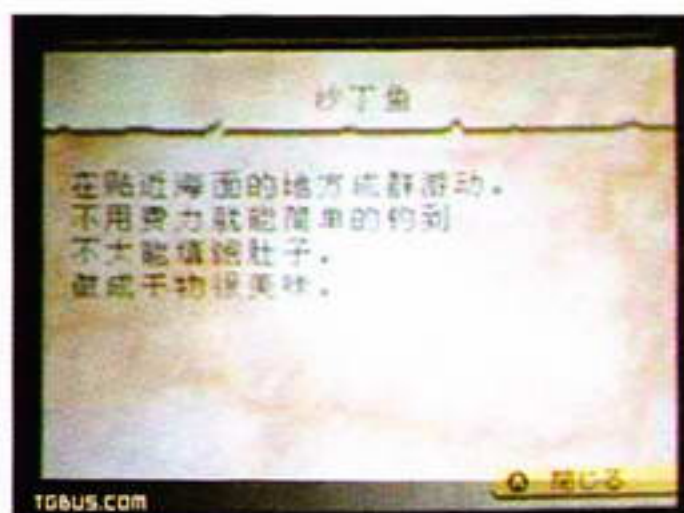 沙丁鱼
在贴近海面的地方成群游动。
不用费力就能简单的钓到
不大能填饱肚子。
做成干物很美味。
A 閉じる
TGBUS.COM